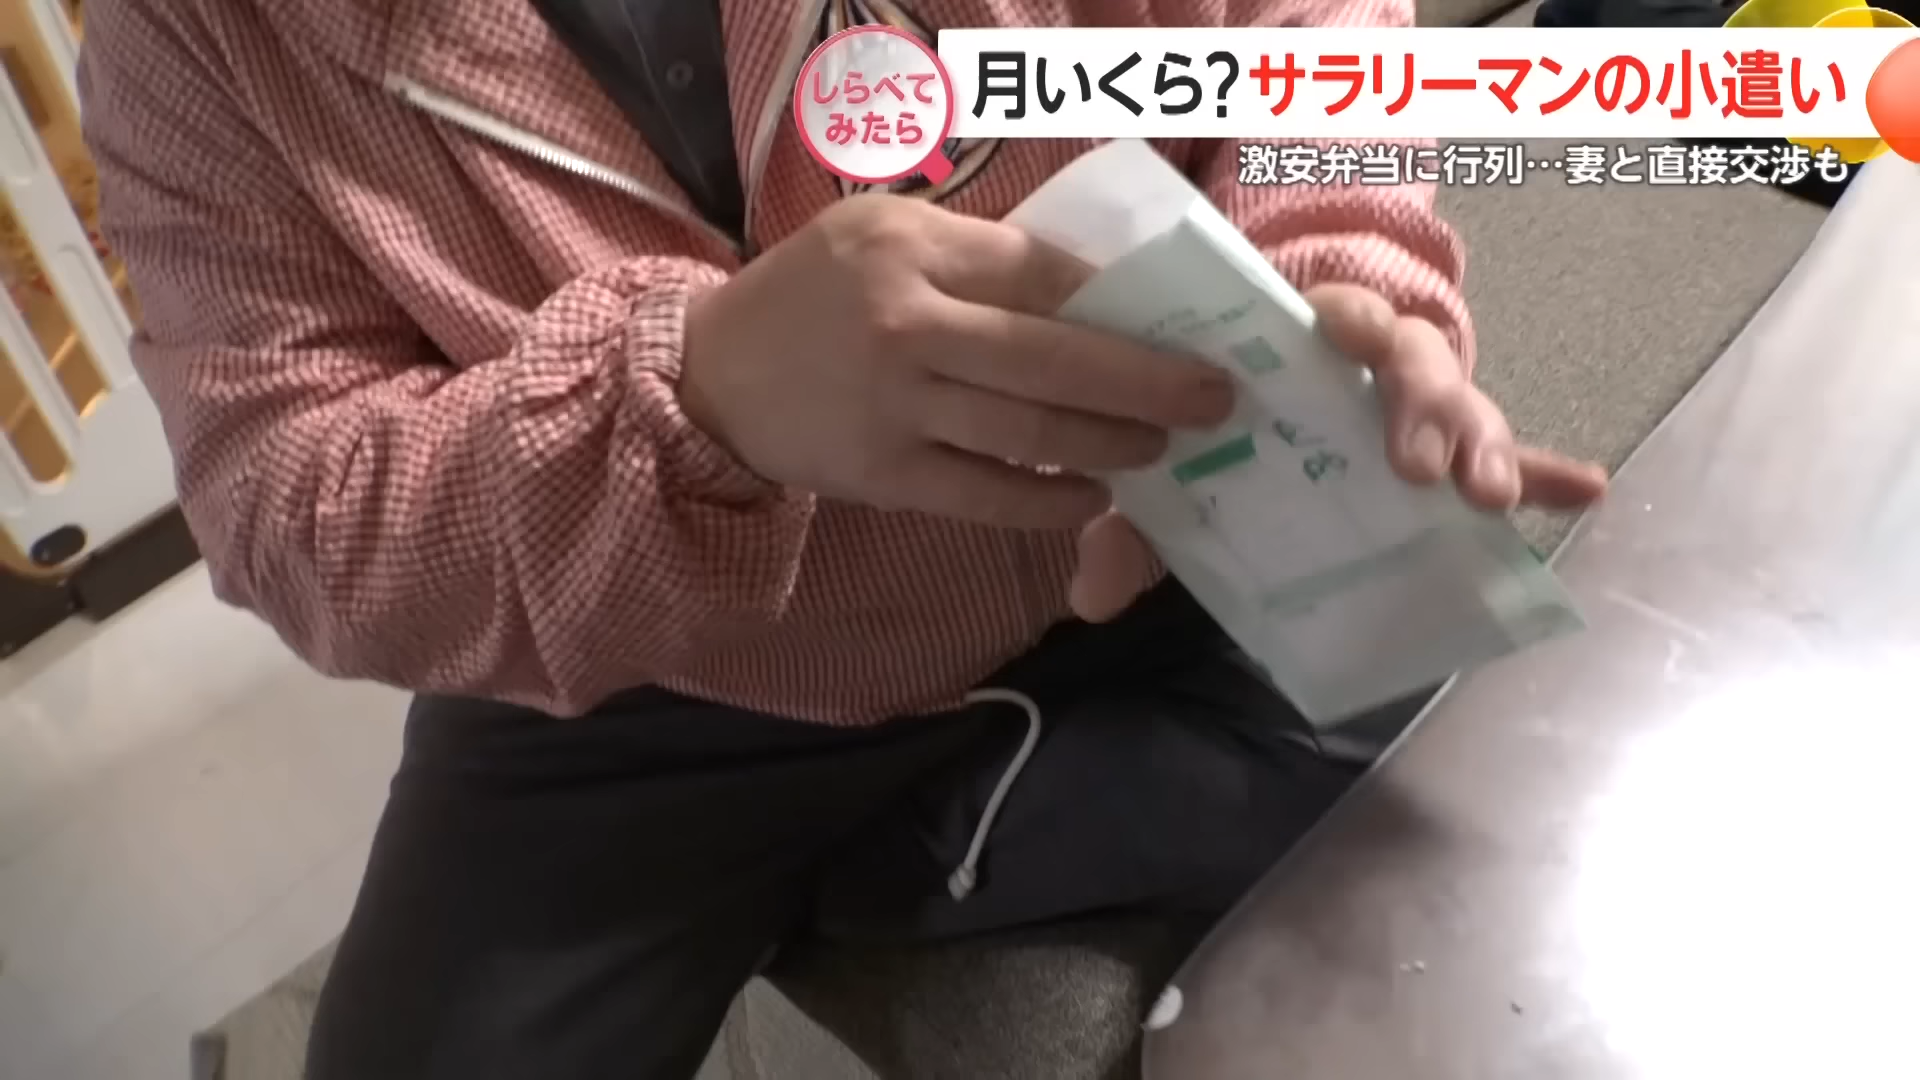 しらべて
みたら
月いくら?サラリーマンの小遣い
激安弁当に行列…妻と直接交渉も